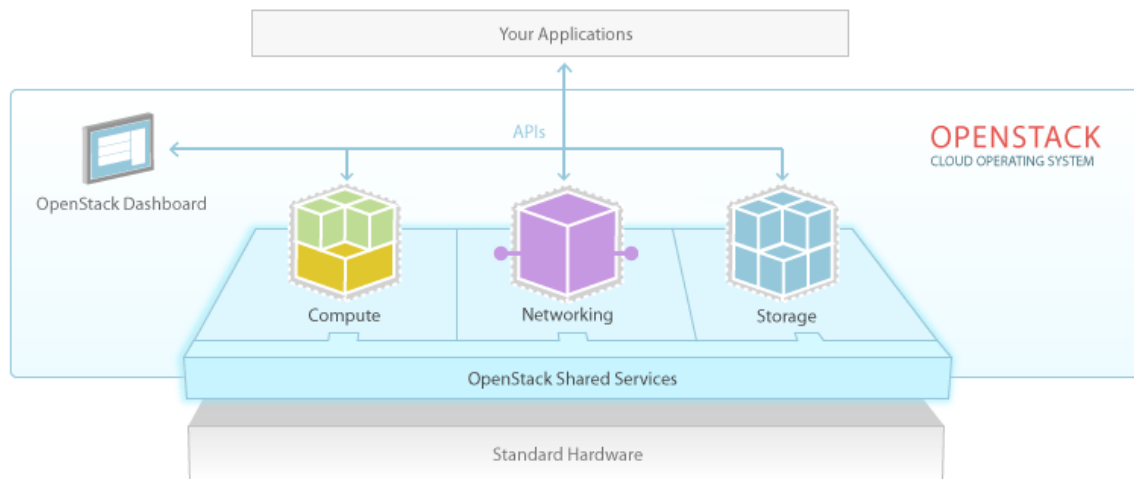 Your Applications
APIs
OPENSTACK
CLOUD OPERATING SYSTEM
OpenStack Dashboard
Compute
Networking
Storage
OpenStack Shared Services
Standard Hardware